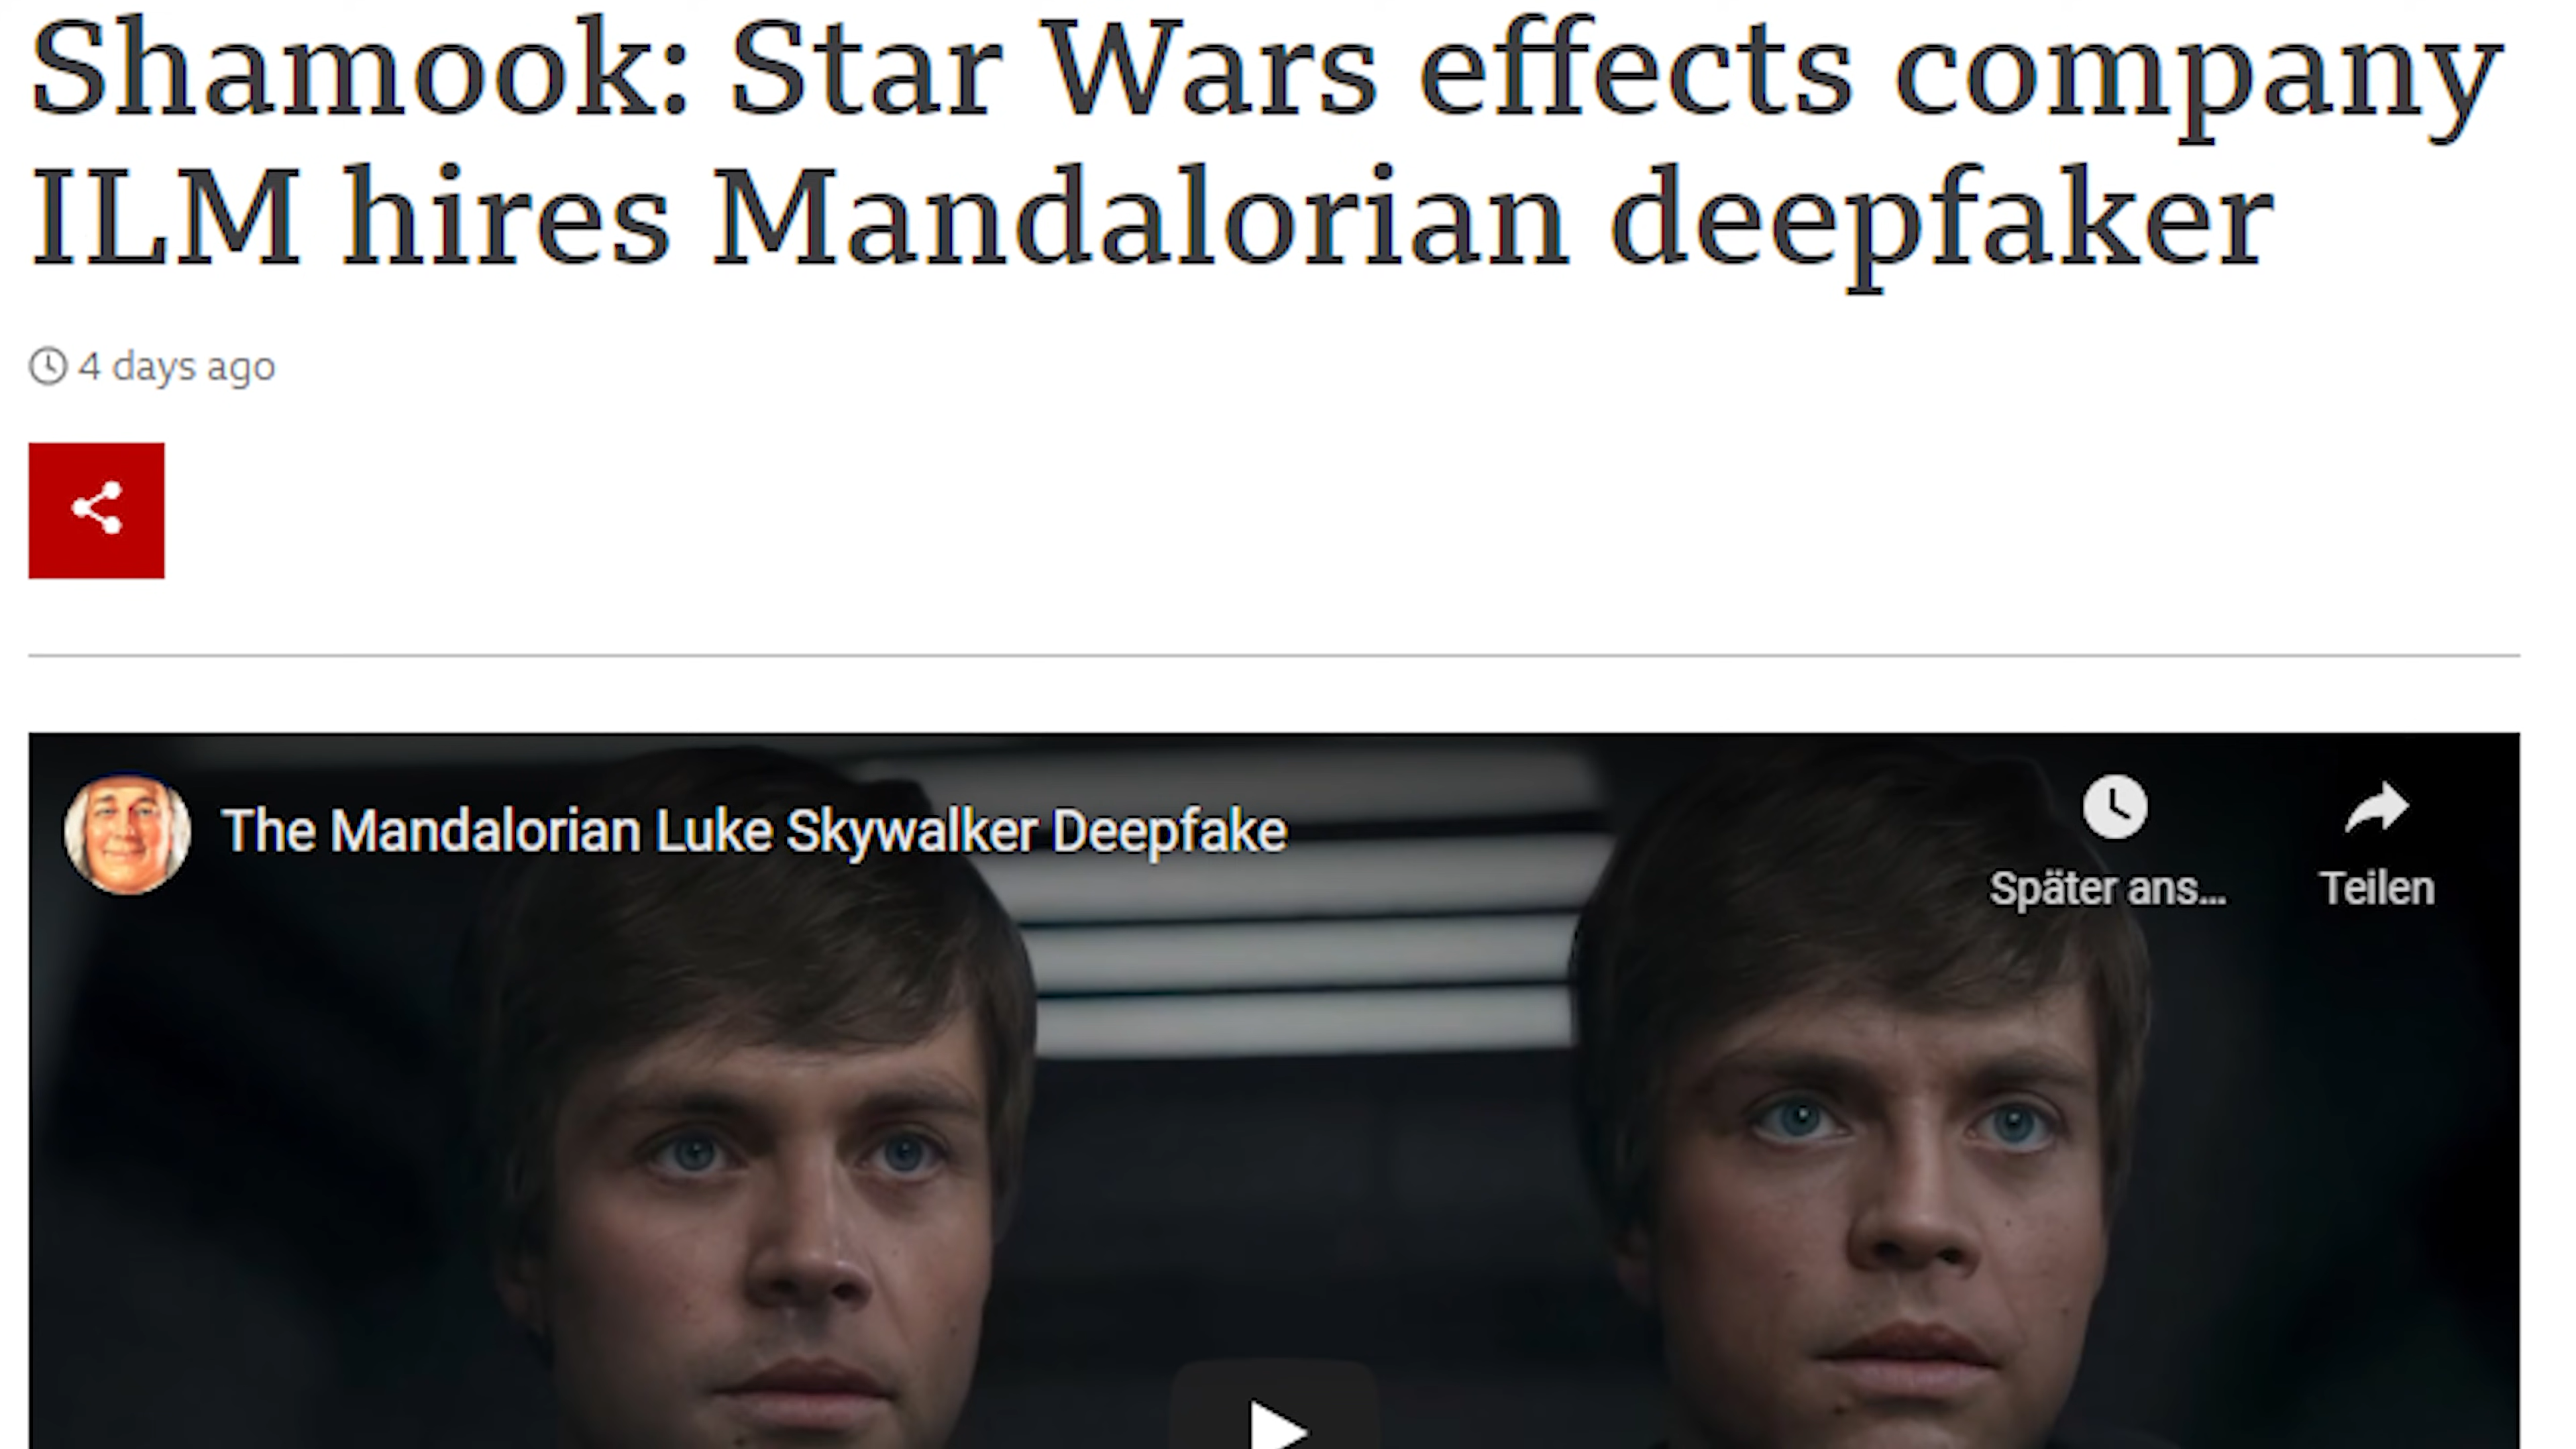 Shamook: Star Wars effects company
ILM hires Mandalorian deepfaker
4 days ago
The Mandalorian Luke Skywalker Deepfake
Später ans...
Teilen